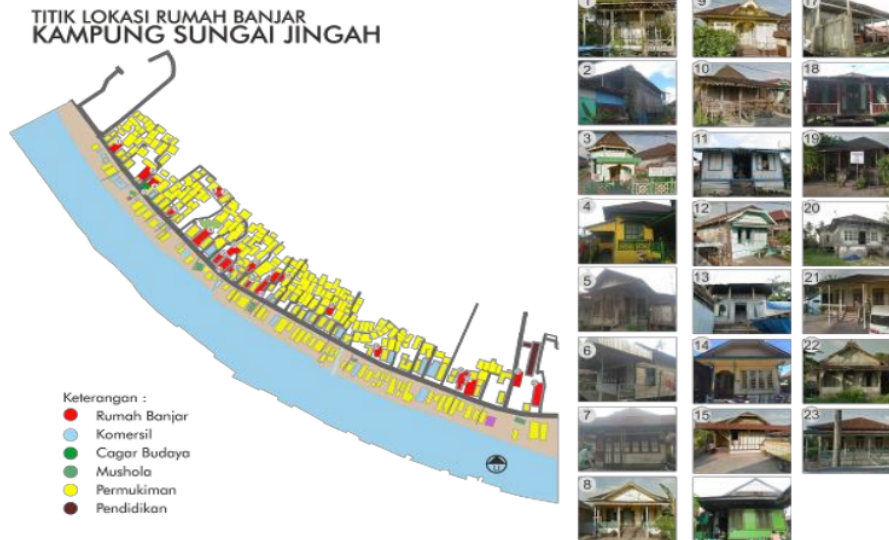 TITIK LOKASI RUMAH BANJAR
KAMPUNG SUNGAI JINGAH
Keterangan :
Rumah Banjar
Komersil
Cagar Budaya
Mushola
Permukiman
Pendidikan
1
9
17
2
10
18
3
11
19
4
12
20
5
13
21
6
14
22
7
15
23
8